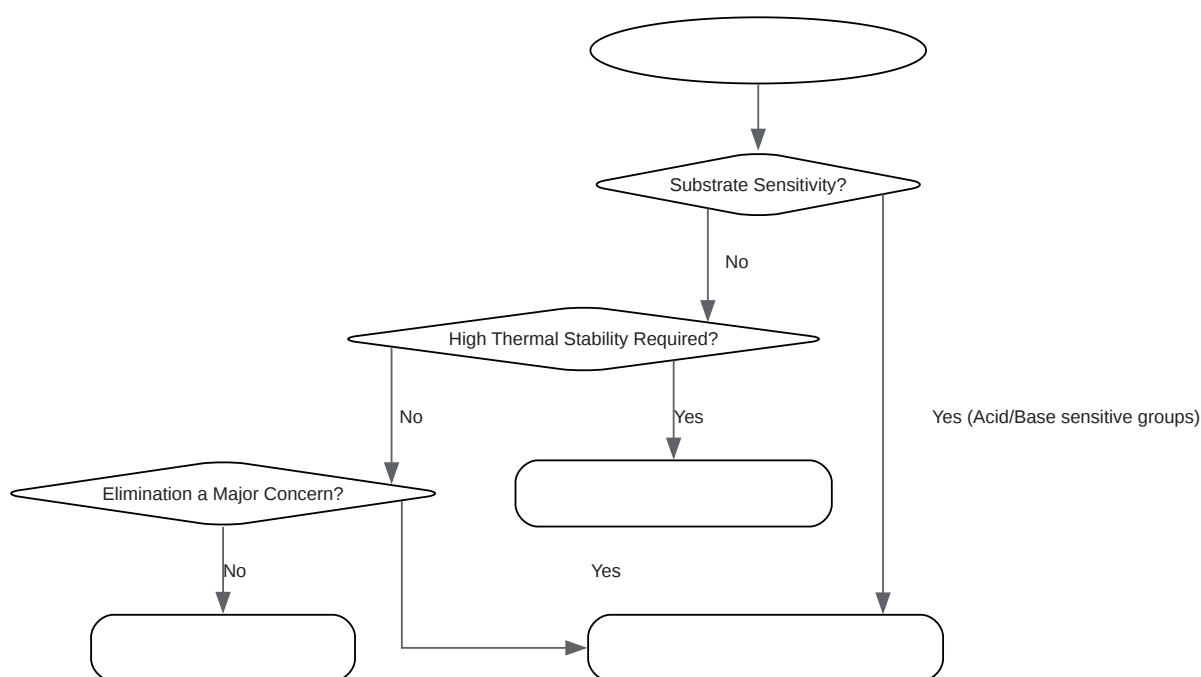 Substrate Sensitivity?
No
High Thermal Stability Required?
No
Yes
Yes (Acid/Base sensitive groups)
Elimination a Major Concern?
No
Yes